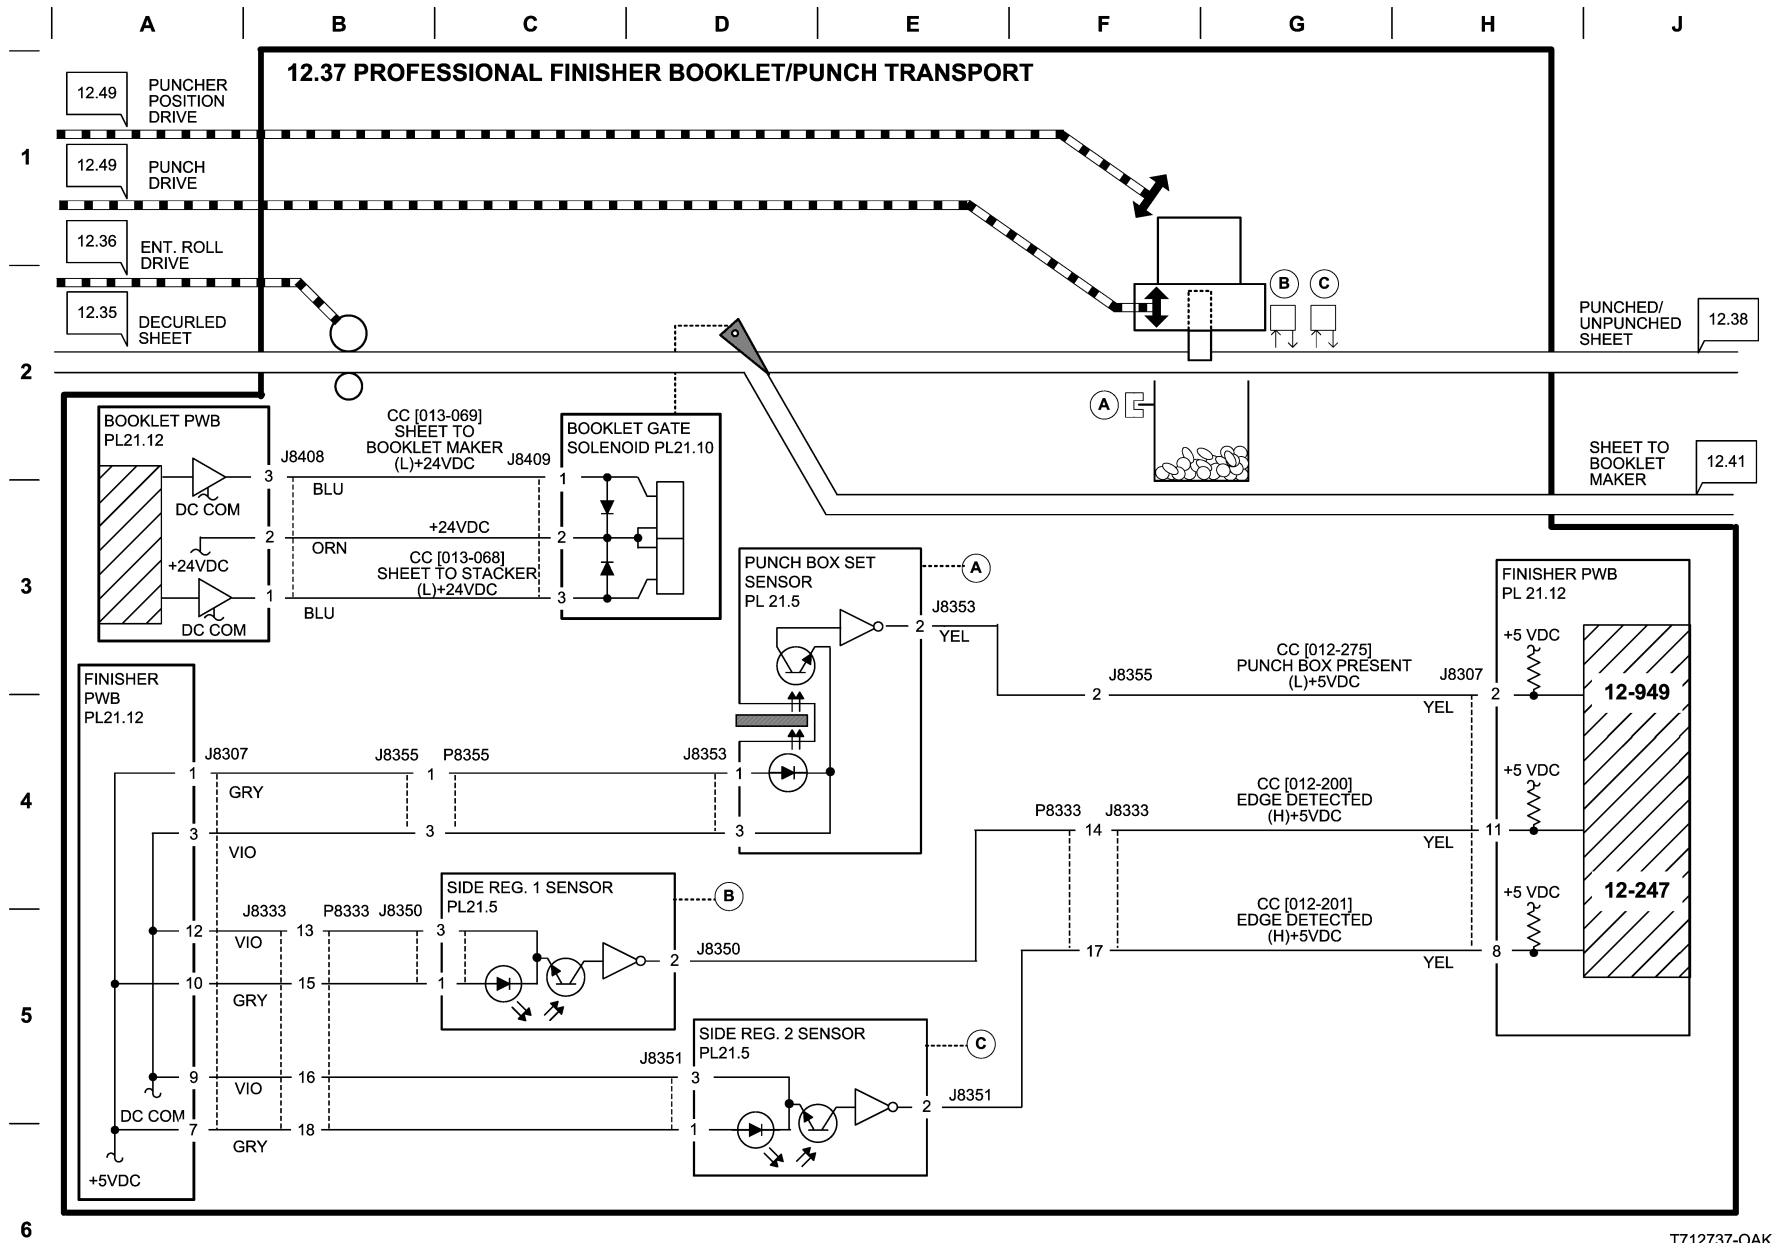 A B C D E F G H J
12.37 PROFESSIONAL FINISHER BOOKLET/PUNCH TRANSPORT
12.49
PUNCHER
POSITION
DRIVE
1
12.49
PUNCH
DRIVE
12.36
ENT. ROLL
DRIVE
12.35
DECURLED
SHEET
B
C
PUNCHED/
UNPUNCHED
SHEET
12.38
2
A
SHEET TO
BOOKLET
MAKER
12.41
BOOKLET PWB
PL21.12
DC COM
+24VDC
DC COM
3
2
1
J8408
BLU
ORN
BLU
CC [013-069]
SHEET TO
BOOKLET MAKER
(L)+24VDC
+24VDC
CC [013-068]
SHEET TO STACKER
(L)+24VDC
J8409
1
2
3
BOOKLET GATE
SOLENOID PL21.10
3
PUNCH BOX SET
SENSOR
PL 21.5
A
J8353
2
YEL
J8355
2
CC [012-275]
PUNCH BOX PRESENT
(L)+5VDC
J8307
YEL
2
FINISHER PWB
PL 21.12
+5 VDC
12-949
FINISHER
PWB
PL21.12
J8307
1
GRY
J8355
1
P8355
J8353
1
4
3
VIO
3
3
P8333
14
J8333
CC [012-200]
EDGE DETECTED
(H)+5VDC
YEL
11
+5 VDC
12-247
SIDE REG. 1 SENSOR
PL21.5
B
12
J8333
VIO
13
P8333
J8350
3
10
GRY
15
1
2
J8350
17
CC [012-201]
EDGE DETECTED
(H)+5VDC
YEL
8
+5 VDC
5
SIDE REG. 2 SENSOR
PL21.5
C
9
VIO
16
J8351
3
DC COM
7
GRY
18
1
2
J8351
+5VDC
6
T712737-OAK